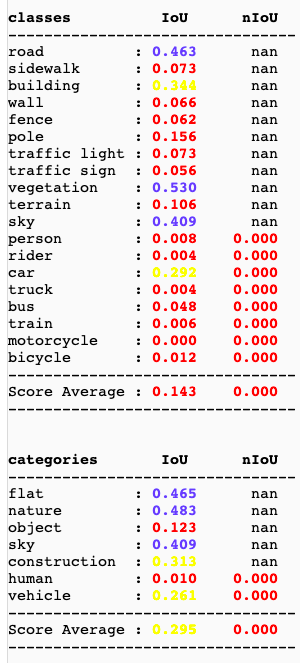 classes IoU nIoU
--------------------------------
road : 0.463 nan
sidewalk : 0.073 nan
building : 0.344 nan
wall : 0.066 nan
fence : 0.062 nan
pole : 0.156 nan
traffic light : 0.073 nan
traffic sign : 0.056 nan
vegetation : 0.530 nan
terrain : 0.106 nan
sky : 0.409 nan
person : 0.008 0.000
rider : 0.004 0.000
car : 0.292 0.000
truck : 0.004 0.000
bus : 0.048 0.000
train : 0.006 0.000
motorcycle : 0.000 0.000
bicycle : 0.012 0.000
--------------------------------
Score Average : 0.143 0.000
--------------------------------
categories IoU nIoU
--------------------------------
flat : 0.465 nan
nature : 0.483 nan
object : 0.123 nan
sky : 0.409 nan
construction : 0.313 nan
human : 0.010 0.000
vehicle : 0.261 0.000
--------------------------------
Score Average : 0.295 0.000
--------------------------------